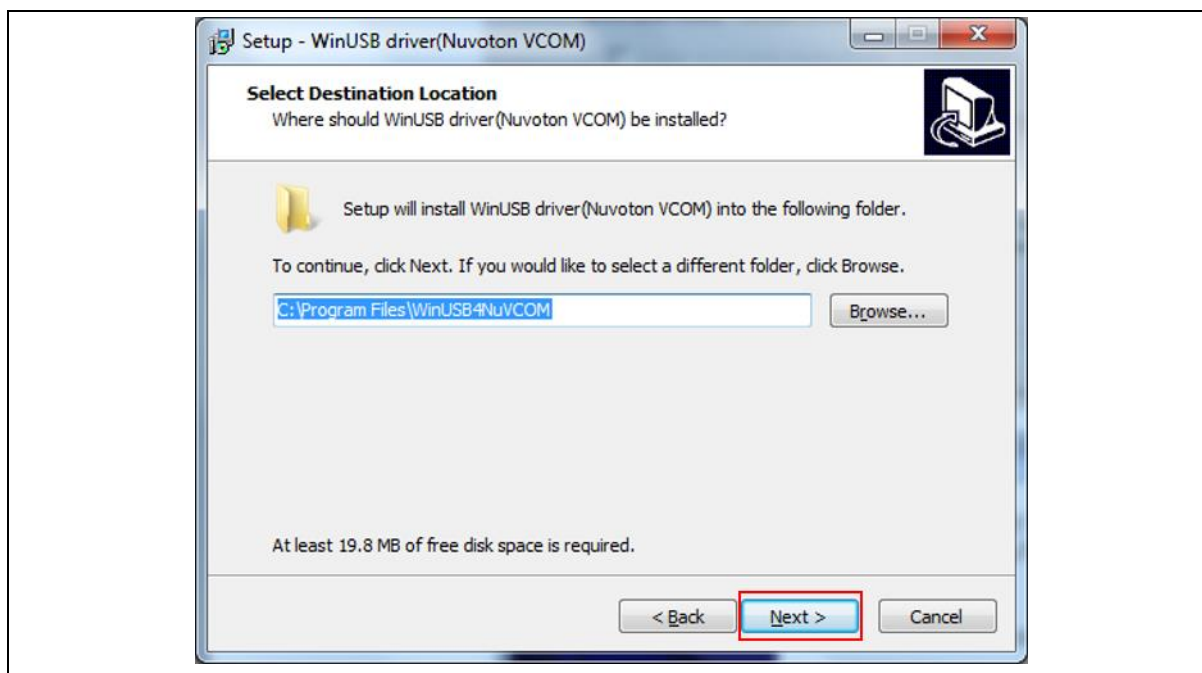 Setup - WinUSB driver(Nuvoton VCOM)
Select Destination Location
Where should WinUSB driver(Nuvoton VCOM) be installed?
Setup will install WinUSB driver(Nuvoton VCOM) into the following folder.
To continue, click Next. If you would like to select a different folder, click Browse.
C:\Program Files\WinUSB4NuVCOM
Browse...
At least 19.8 MB of free disk space is required.
< Back Next > Cancel